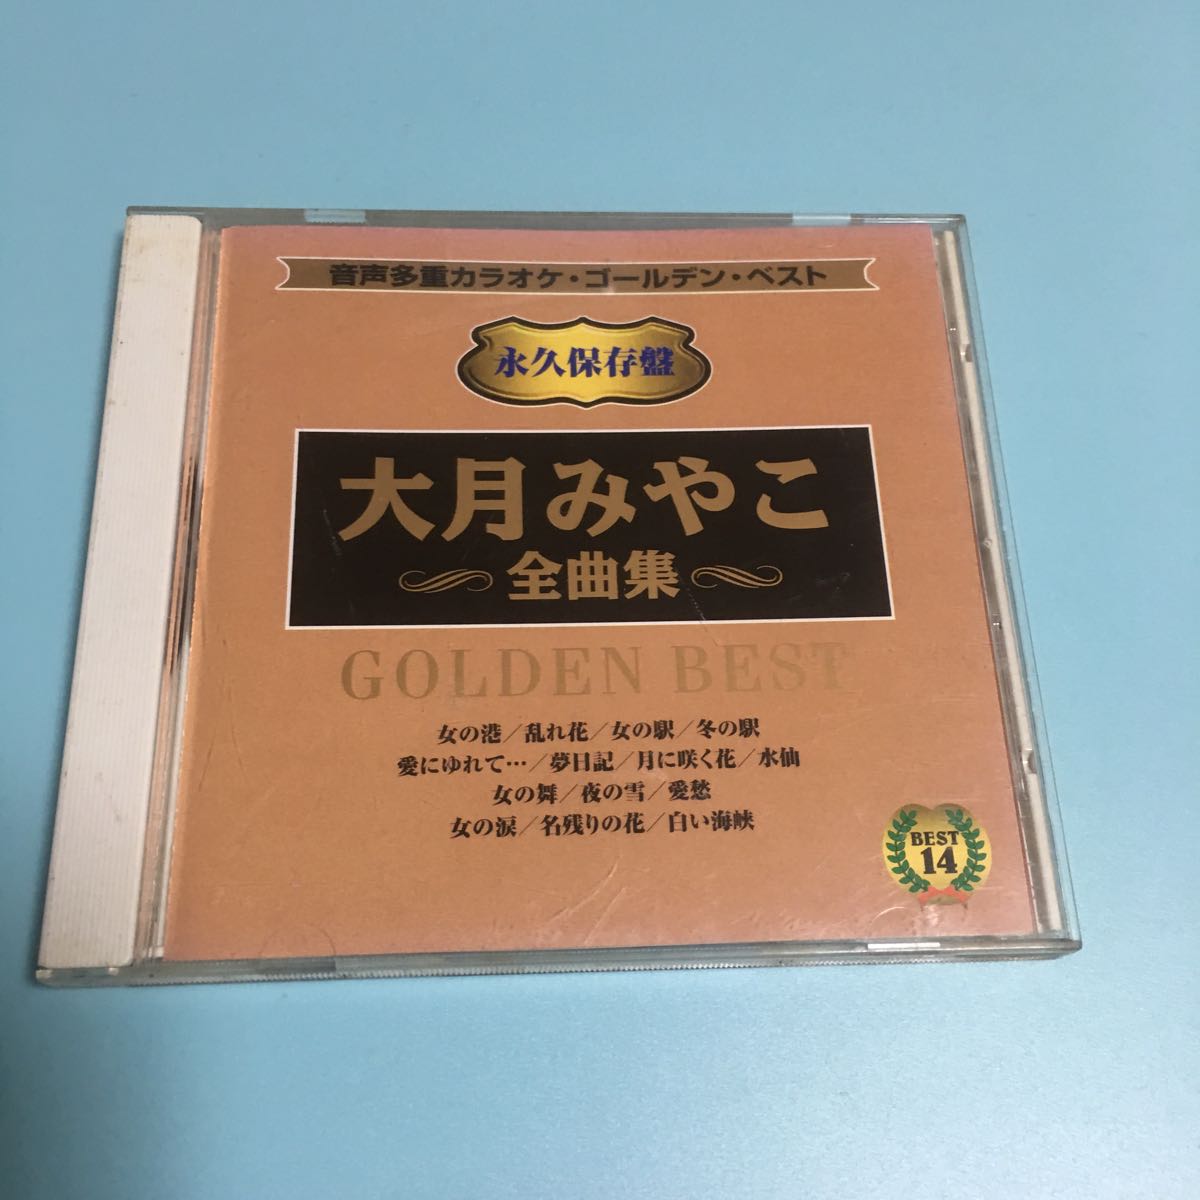 音声多重カラオケ・ゴールデン・ベスト
永久保存盤
大月みやこ
全曲集
GOLDEN BEST
女の港／乱れ花／女の駅／冬の駅
愛にゆれて…／夢日記／月に咲く花／水仙
女の舞／夜の雪／愛愁
女の涙／名残りの花／白い海峡
BEST
14